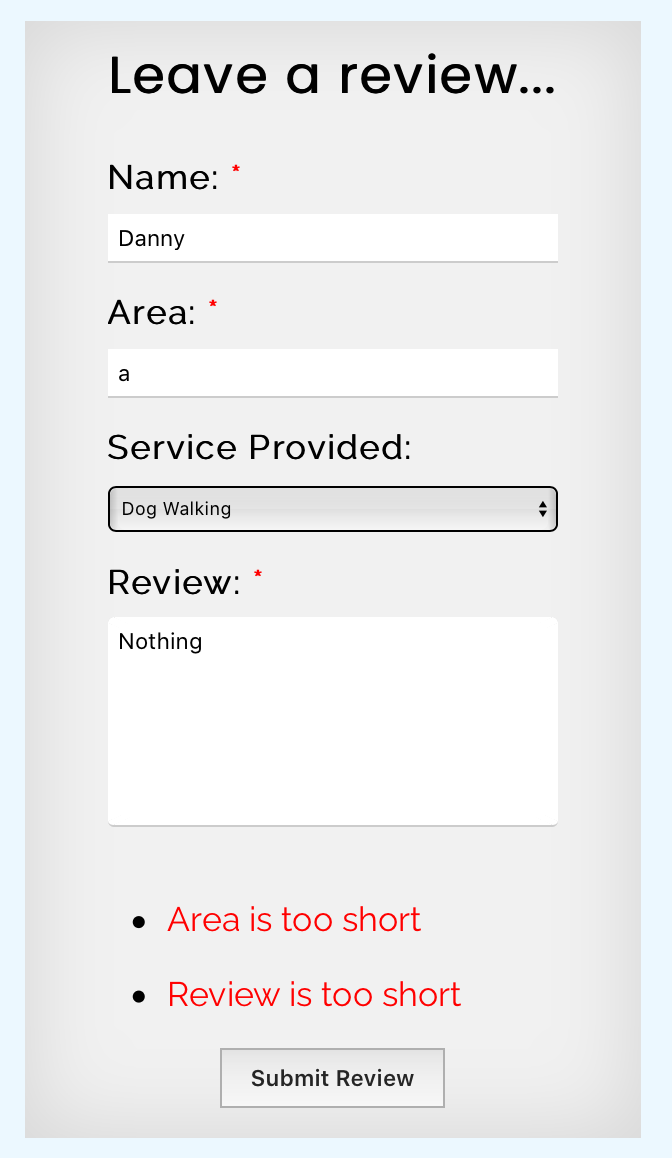 Leave a review...
Name: *
Danny
Area: *
a
Service Provided:
Dog Walking
Review: *
Nothing
• Area is too short
• Review is too short
Submit Review